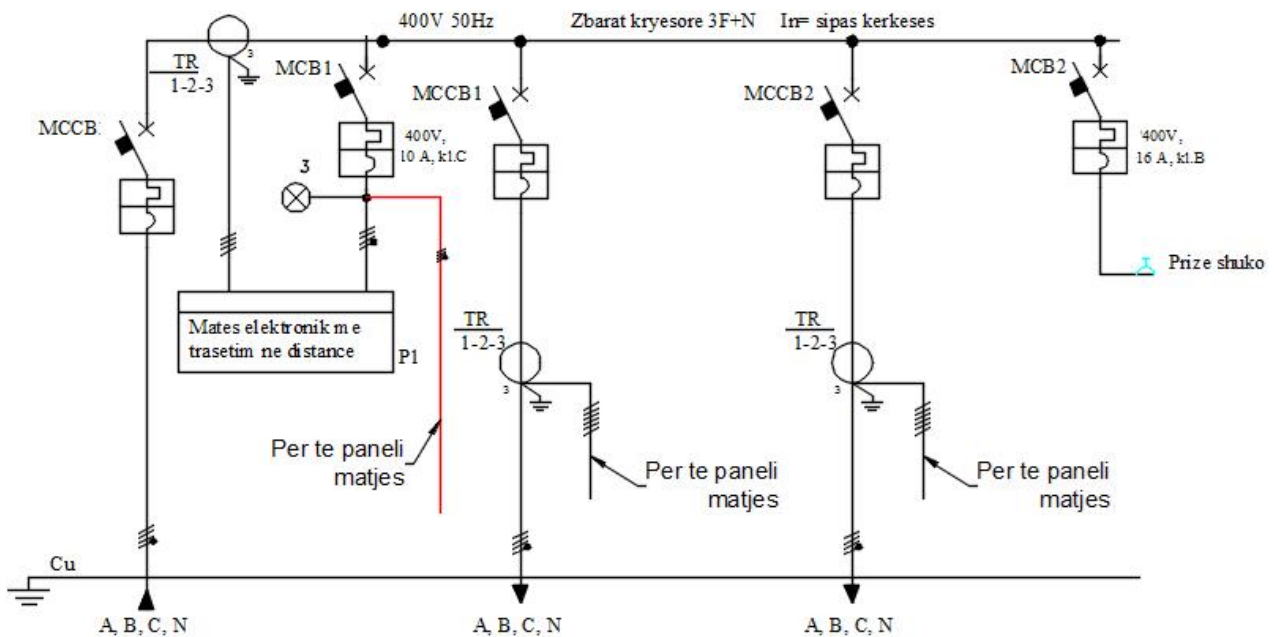 400V 50Hz Zbarat kryesore 3F+N In= sipas kerkeses
TR
1-2-3
3
MCCB
MCB1
400V,
10 A, kl.C
3
MCCB1
MCCB2
MCB2
400V,
16 A, kl.B
Prize shuko
Mates elektronik me
trasetim ne distance
P1
TR
1-2-3
3
TR
1-2-3
3
Per te paneli
matjes
Per te paneli
matjes
Per te paneli
matjes
Cu
A, B, C, N
A, B, C, N
A, B, C, N